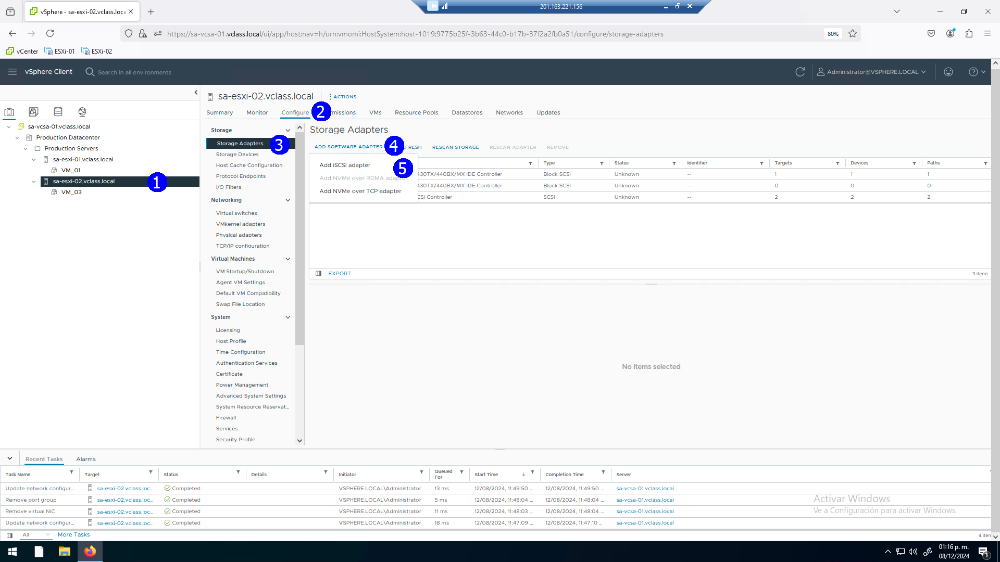 vSphere - sa-esxi-02.vclass.loca
201.163.221.156
https://sa-vcsa-01.vclass.local/ui/app/host;nav=h/urn:vmomi:HostSystem:host-1019:9775b25f-3b63-44c0-b17b-37f2a2fb0a51/configure/storage-adapters
80%
vCenter ESXi-01 ESXi-02
vSphere Client
Search in all environments
Administrator@VSPHERE.LOCAL
sa-esxi-02.vclass.local
ACTIONS
Summary Monitor Configure 2 missions VMs Resource Pools Datastores Networks Updates
sa-vcsa-01.vclass.local
Production Datacenter
Production Servers
sa-esxi-01.vclass.local
VM_01
sa-esxi-02.vclass.local 1
VM_03
Storage
Storage Adapters 3
Storage Devices
Host Cache Configuration
Protocol Endpoints
I/O Filters
Networking
Virtual switches
VMkernel adapters
Physical adapters
TCP/IP configuration
Virtual Machines
VM Startup/Shutdown
Agent VM Settings
Default VM Compatibility
Swap File Location
System
Licensing
Host Profile
Time Configuration
Authentication Services
Certificate
Power Management
Advanced System Settings
System Resource Reservat...
Firewall
Services
Security Profile
Storage Adapters
ADD SOFTWARE ADAPTER 4 FRESH RESCAN STORAGE RESCAN ADAPTER REMOVE
Add iSCSI adapter 5
Add NVMe over RDMA adapter
Add NVMe over TCP adapter
Type Status Identifier Targets Devices Paths
430TX/440BX/MX IDE Controller Block SCSI Unknown -- 1 1 1
430TX/440BX/MX IDE Controller Block SCSI Unknown -- 0 0 0
CSI Controller SCSI Unknown -- 2 2 2
EXPORT
3 items
No items selected
Recent Tasks Alarms
Task Name Target Status Details Initiator Queued For Start Time Completion Time Server
Update network configur... sa-esxi-02.vclass.loc... Completed VSPHERE.LOCAL\Administrator 13 ms 12/08/2024, 11:49:50 ... 12/08/2024, 11:49:50 ... sa-vcsa-01.vclass.local
Remove port group sa-esxi-02.vclass.loc... Completed VSPHERE.LOCAL\Administrator 5 ms 12/08/2024, 11:48:04 ... 12/08/2024, 11:48:04 ... sa-vcsa-01.vclass.local
Remove virtual NIC sa-esxi-02.vclass.loc... Completed VSPHERE.LOCAL\Administrator 11 ms 12/08/2024, 11:48:03 ... 12/08/2024, 11:48:04 ... sa-vcsa-01.vclass.local
Update network configur... sa-esxi-02.vclass.loc... Completed VSPHERE.LOCAL\Administrator 18 ms 12/08/2024, 11:47:09 ... 12/08/2024, 11:47:10 ... sa-vcsa-01.vclass.local
Activar Windows
Ve a Configuración para activar Windows.
All More Tasks
4 item
01:16 p. m.
08/12/2024
1